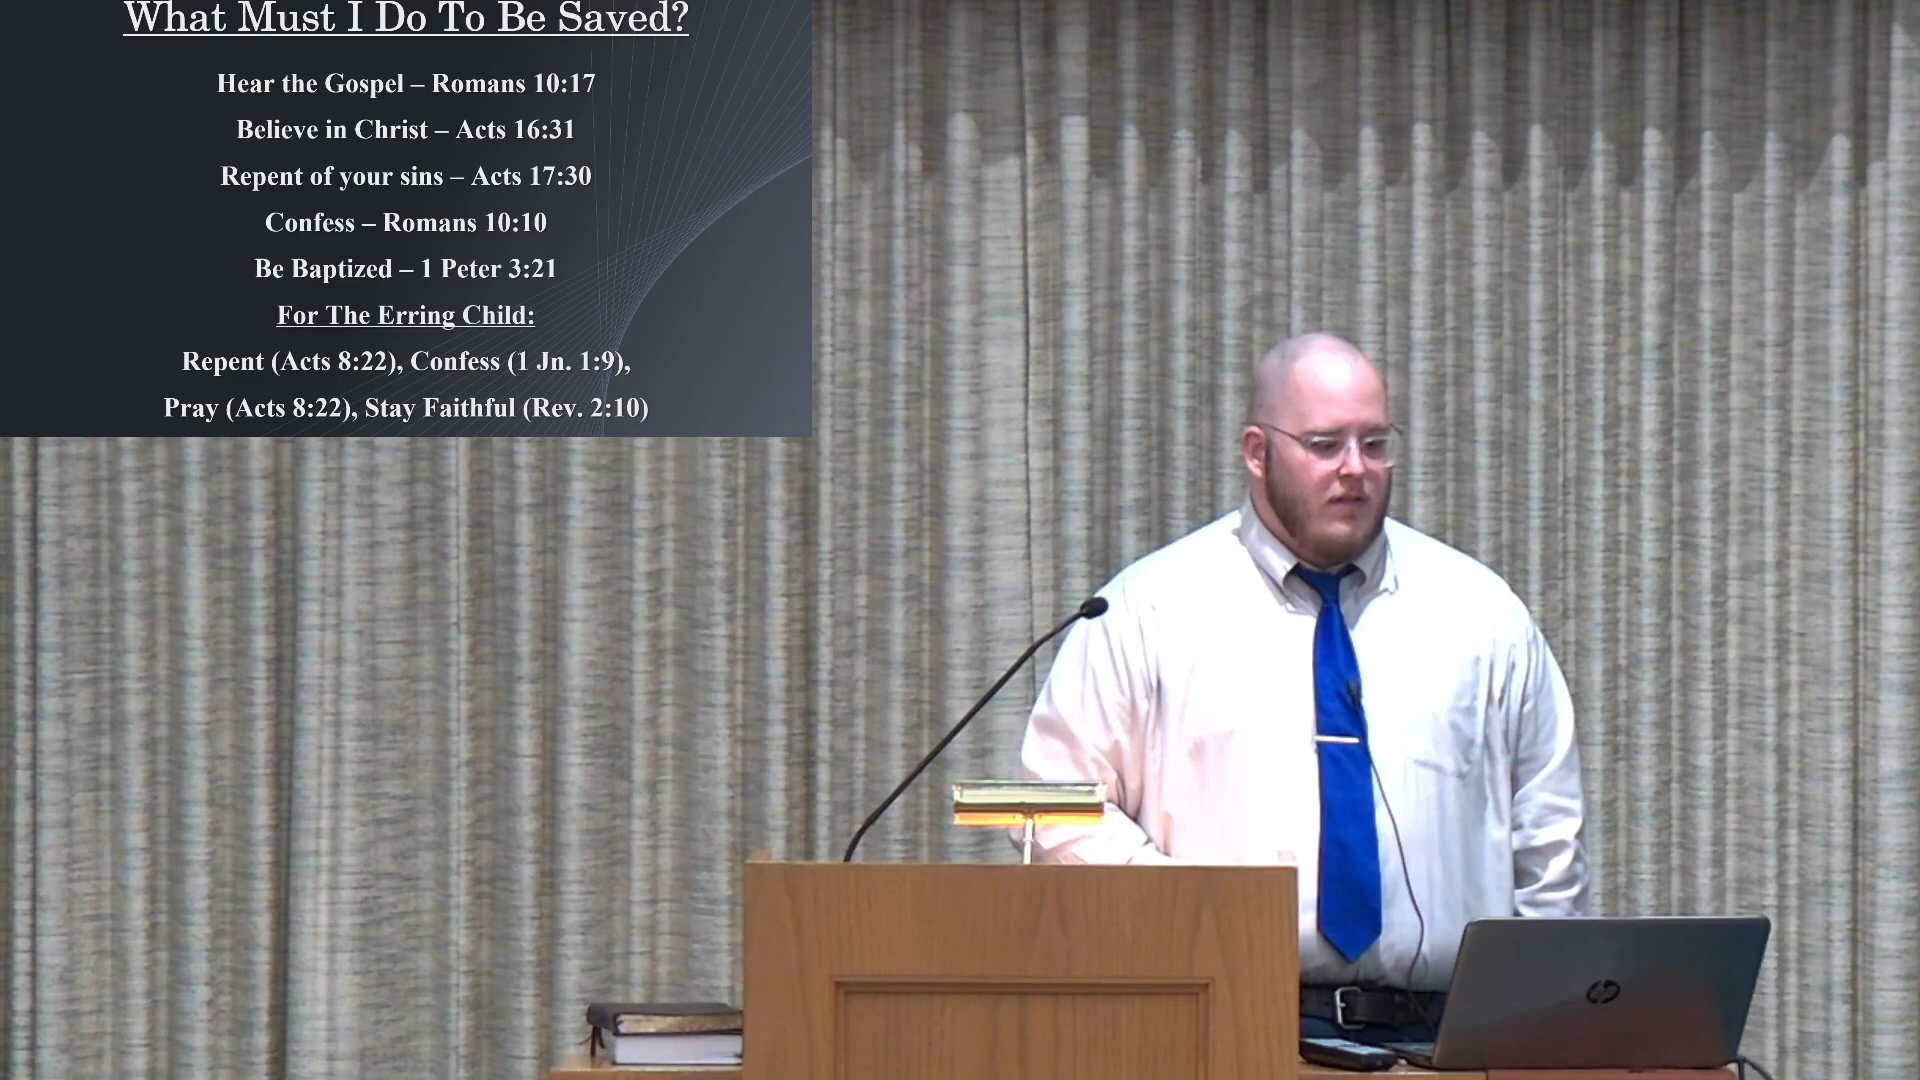 What Must I Do To Be Saved?
Hear the Gospel – Romans 10:17
Believe in Christ – Acts 16:31
Repent of your sins – Acts 17:30
Confess – Romans 10:10
Be Baptized – 1 Peter 3:21
For The Erring Child:
Repent (Acts 8:22), Confess (1 Jn. 1:9),
Pray (Acts 8:22), Stay Faithful (Rev. 2:10)
hp